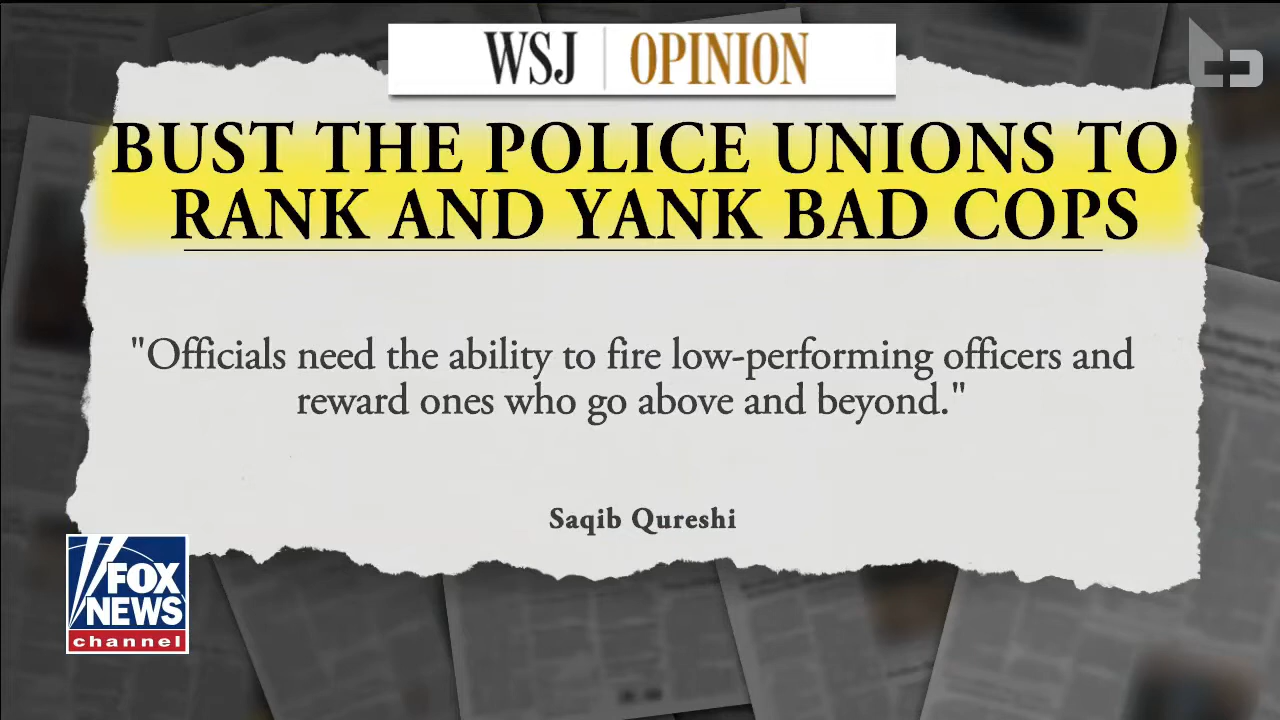 WSJ | OPINION
BUST THE POLICE UNIONS TO
RANK AND YANK BAD COPS
"Officials need the ability to fire low-performing officers and
reward ones who go above and beyond."
Saqib Qureshi
FOX
NEWS
channel